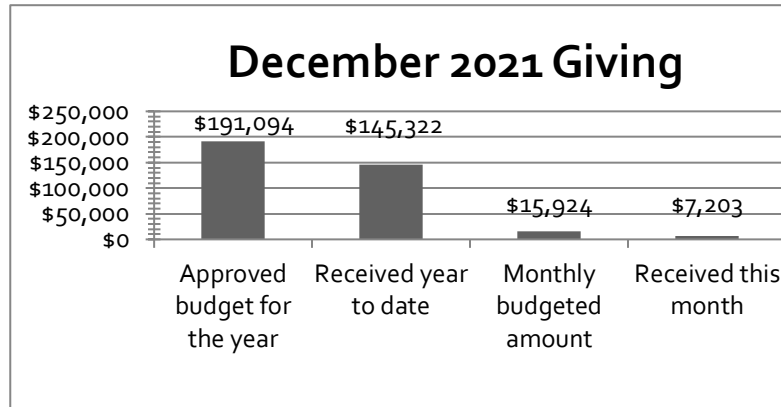 December 2021 Giving
$250,000
$200,000
$150,000
$100,000
$50,000
$0
$191,094
$145,322
$15,924
$7,203
Approved
budget for
the year
Received year
to date
Monthly
budgeted
amount
Received this
month